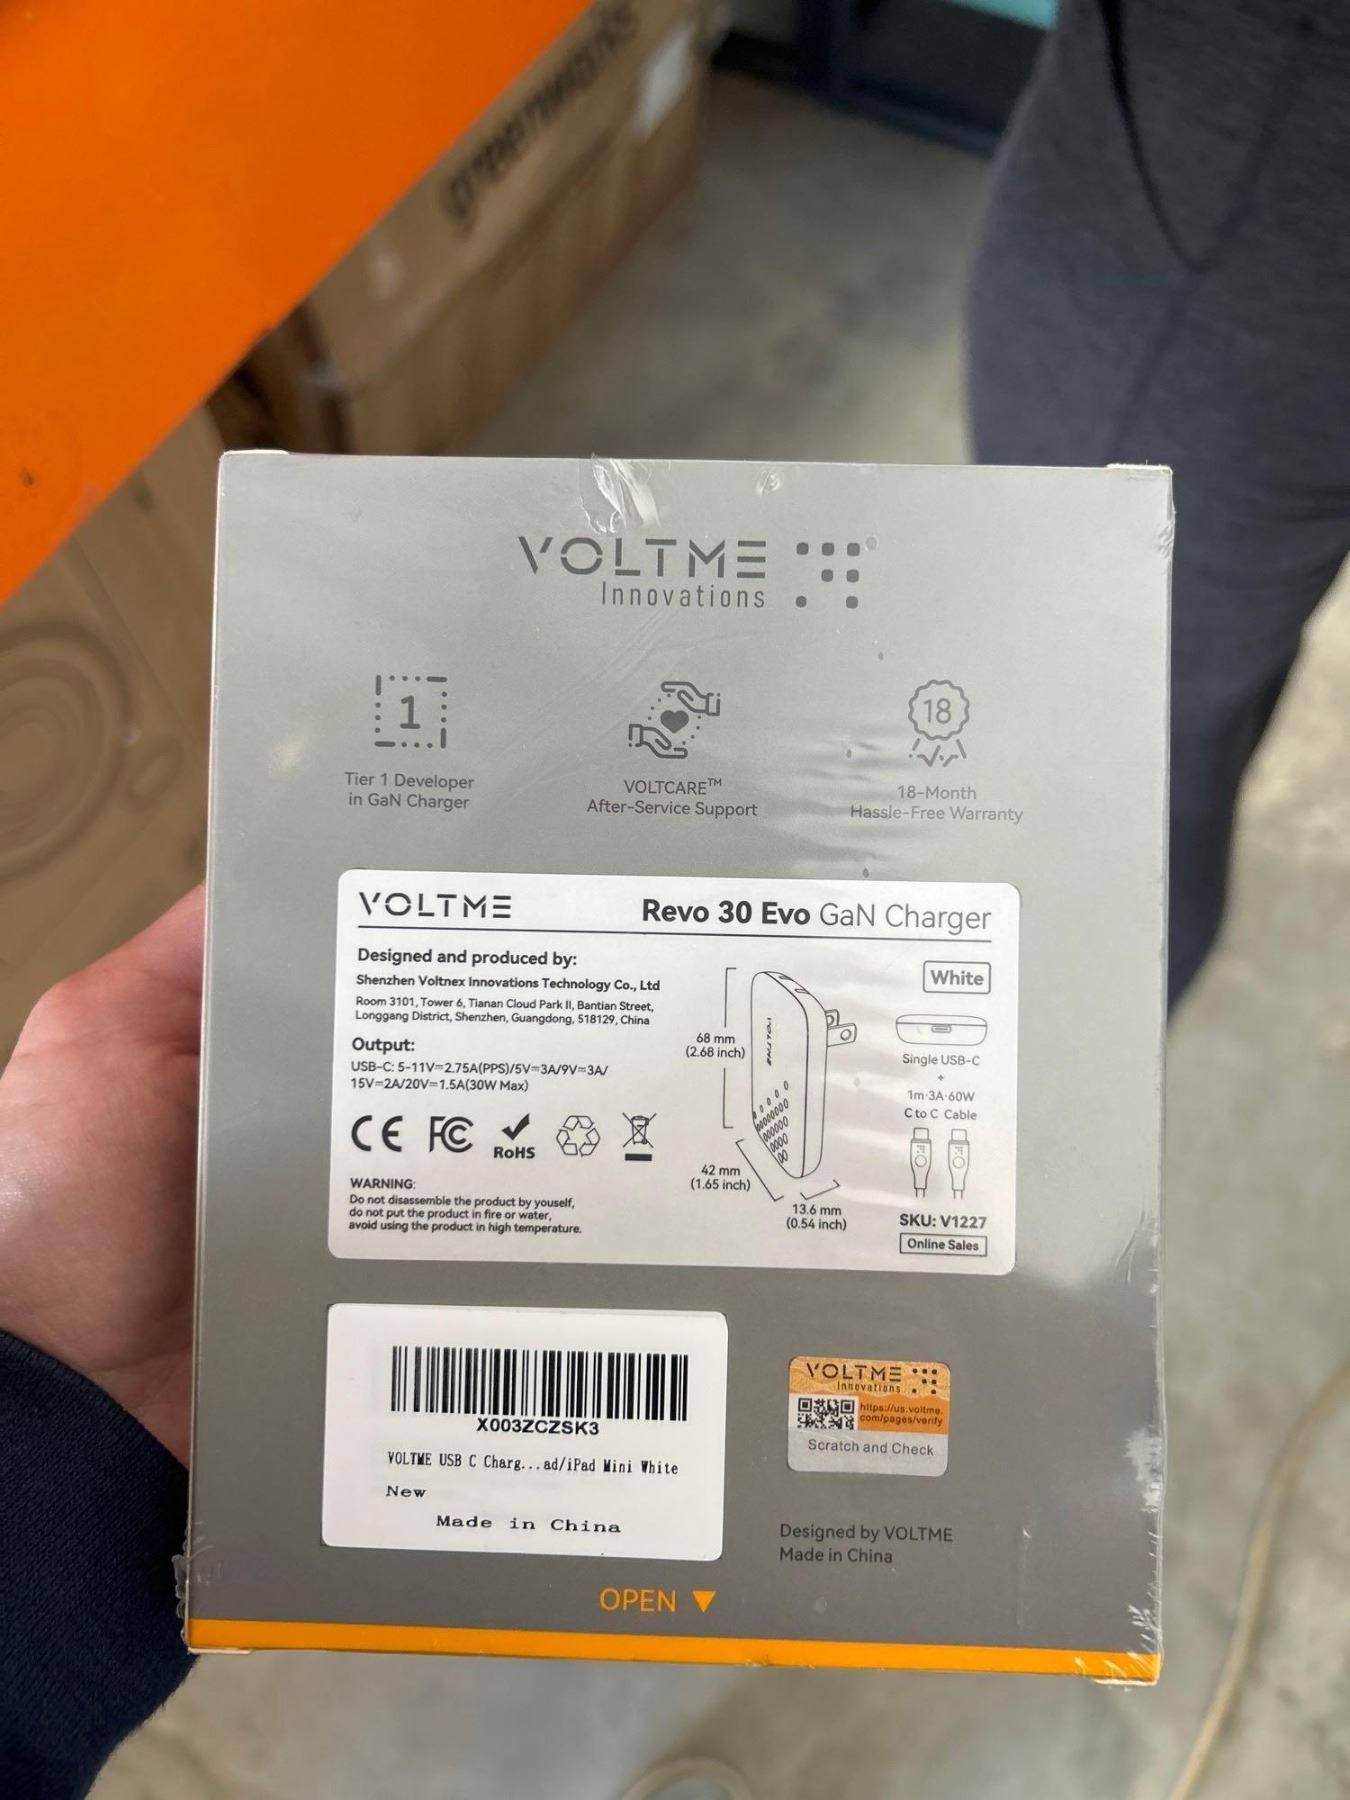 greenworks
VOLTME
Innovations
1
Tier 1 Developer
in GaN Charger
VOLTCARE™
After-Service Support
18
18-Month
Hassle-Free Warranty
VOLTME
Revo 30 Evo GaN Charger
Designed and produced by:
Shenzhen Voltnex Innovations Technology Co., Ltd
Room 3101, Tower 6, Tianan Cloud Park II, Bantian Street,
Longgang District, Shenzhen, Guangdong, 518129, China
Output:
USB-C: 5-11V=2.75A(PPS)/5V=3A/9V=3A/
15V=2A/20V=1.5A(30W Max)
CE FC RoHS
WARNING:
Do not disassemble the product by youself,
do not put the product in fire or water,
avoid using the product in high temperature.
68 mm
(2.68 inch)
VOLTME
42 mm
(1.65 inch)
13.6 mm
(0.54 inch)
White
Single USB-C
+
1m·3A·60W
C to C Cable
SKU: V1227
Online Sales
X003ZCZSK3
VOLTME USB C Charg...ad/iPad Mini White
New
Made in China
VOLTME
Innovations
https://us.voltme.
com/pages/verify
Scratch and Check
Designed by VOLTME
Made in China
OPEN ▼